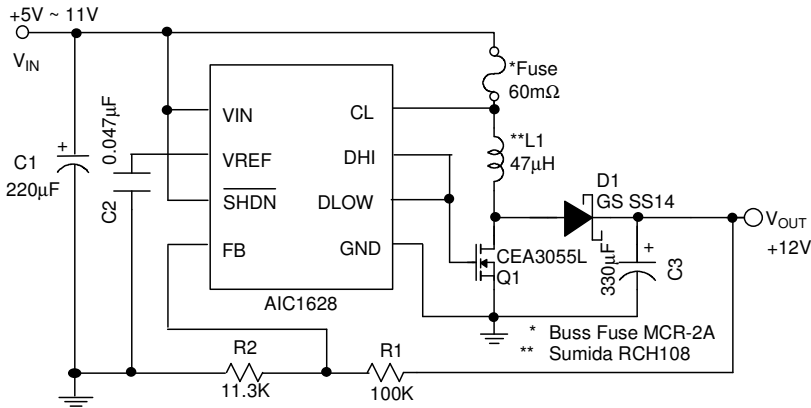 +5V ~ 11V
VIN
*Fuse
60mΩ
VIN
CL
0.047μF
**L1
47μH
C1
220μF
+
VREF
DHI
C2
SHDN
DLOW
D1
GS SS14
VOUT
+12V
FB
GND
CEA3055L
Q1
330μF
+
C3
AIC1628
* Buss Fuse MCR-2A
** Sumida RCH108
R2
11.3K
R1
100K